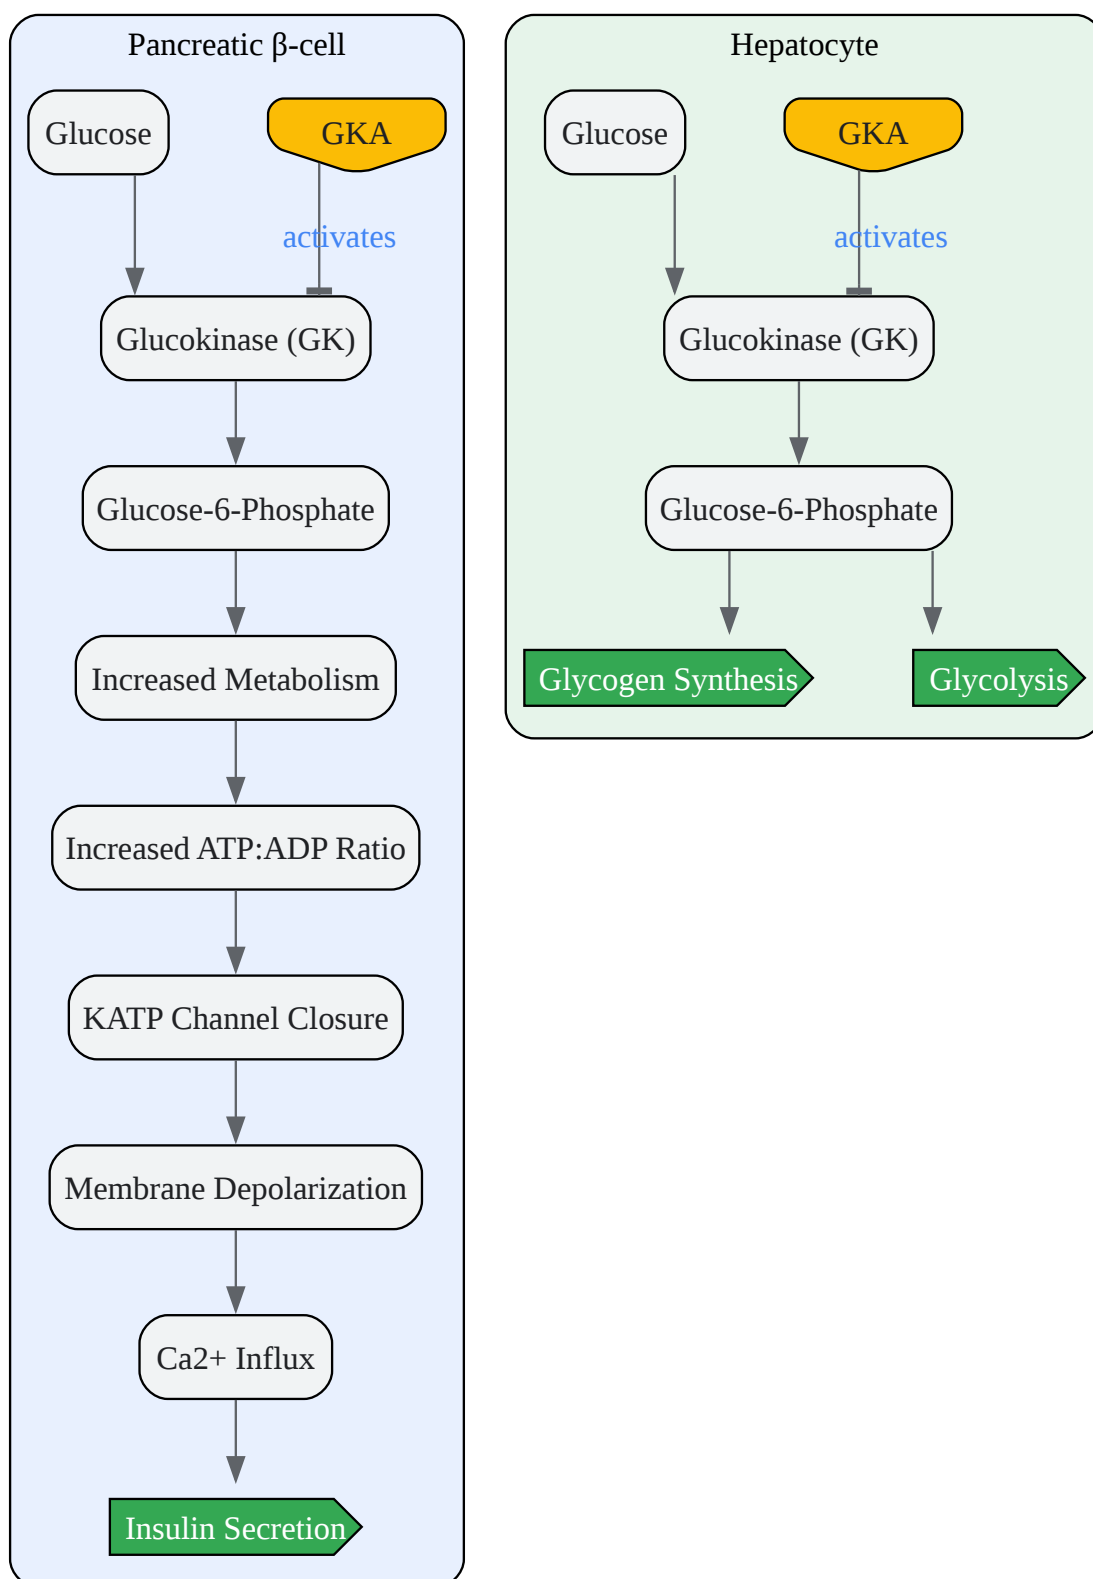 Pancreatic β-cell
Glucose
GKA
activates
Glucokinase (GK)
Glucose-6-Phosphate
Increased Metabolism
Increased ATP:ADP Ratio
KATP Channel Closure
Membrane Depolarization
Ca2+ Influx
Insulin Secretion
Hepatocyte
Glucose
GKA
activates
Glucokinase (GK)
Glucose-6-Phosphate
Glycogen Synthesis
Glycolysis